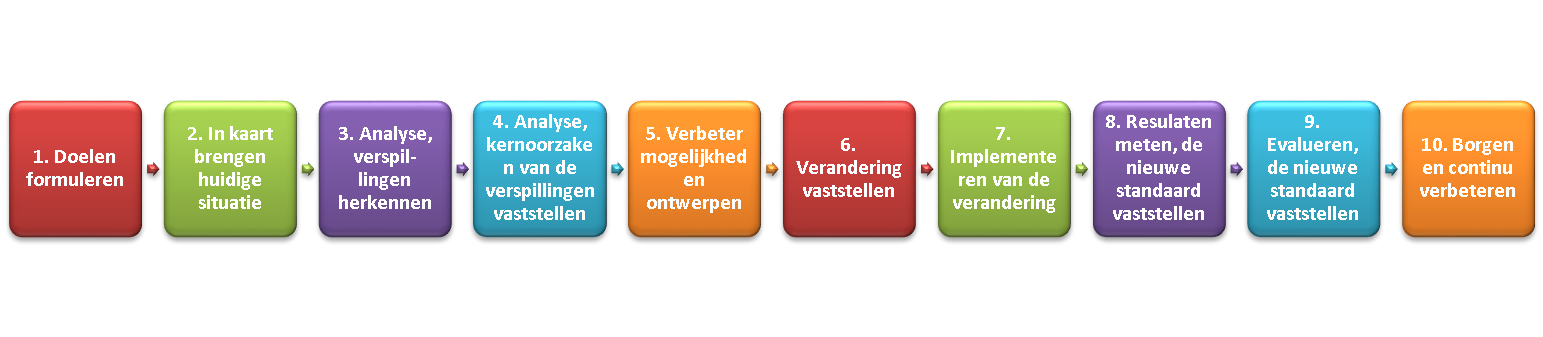 1. Doelen
formuleren
2. In kaart
brengen
huidige
situatie
3. Analyse,
verspil-
lingen
herkennen
4. Analyse,
kernoorzake
n van de
verspillingen
vaststellen
5. Verbeter
mogelijkhed
en
ontwerpen
6.
Verandering
vaststellen
7.
Implemente
ren van de
verandering
8. Resulaten
meten, de
nieuwe
standaard
vaststellen
9.
Evalueren,
de nieuwe
standaard
vaststellen
10. Borgen
en continu
verbeteren